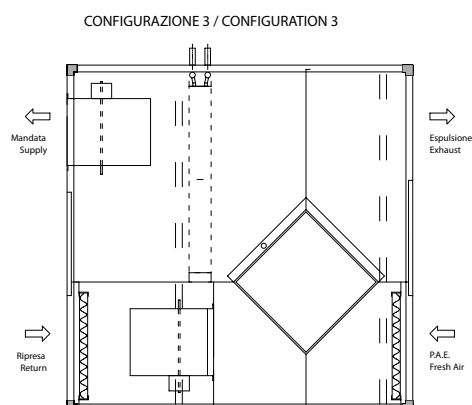 CONFIGURAZIONE 3 / CONFIGURATION 3
Mandata
Supply
Espulsione
Exhaust
Ripresa
Return
P.A.E.
Fresh Air